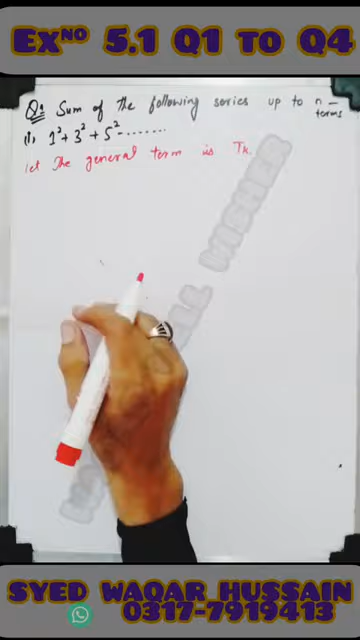 Ex^NO 5.1 Q1 TO Q4
Q: Sum of the following series up to n-terms
(i) 1² + 3² + 5² .......
let The general term is Tk.
SYED WAQAR HUSSAIN
0317-7919413